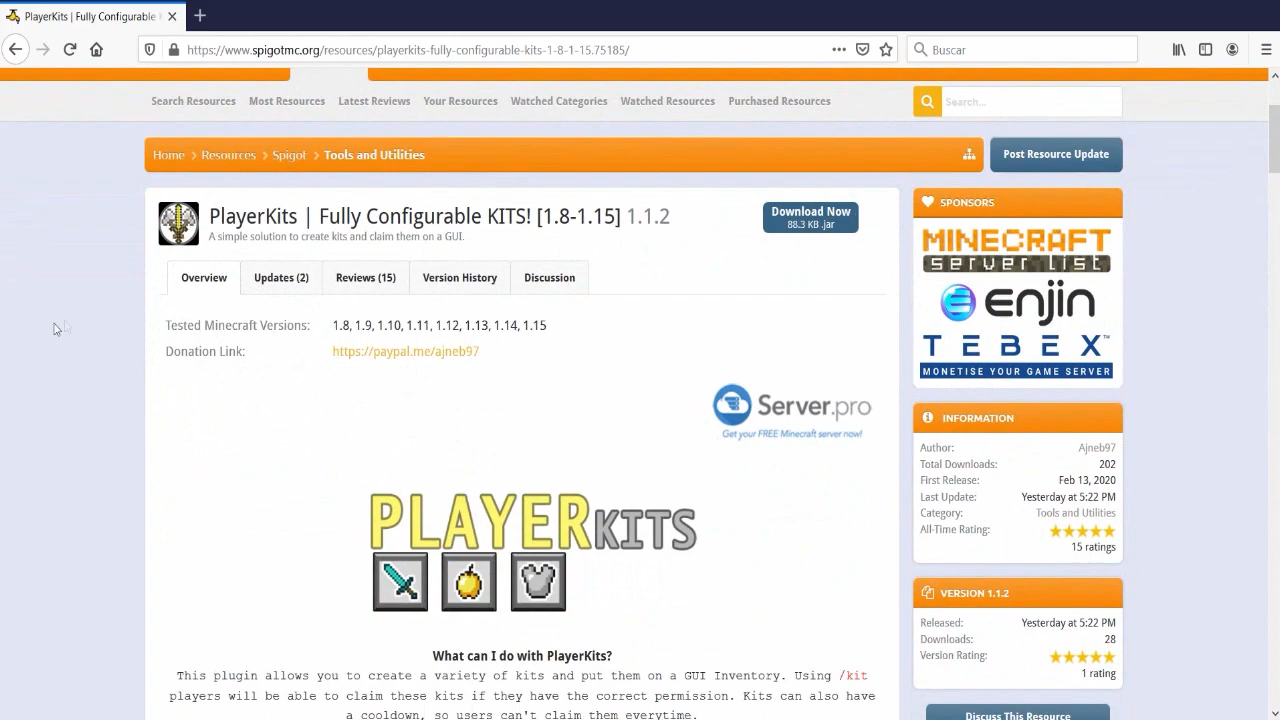 PlayerKits | Fully Configurable
https://www.spigotmc.org/resources/playerkits-fully-configurable-kits-1-8-1-15.75185/
Buscar
Search Resources Most Resources Latest Reviews Your Resources Watched Categories Watched Resources Purchased Resources
Search...
Home Resources Spigot Tools and Utilities
Post Resource Update
PlayerKits | Fully Configurable KITS! [1.8-1.15] 1.1.2
A simple solution to create kits and claim them on a GUI.
Download Now
88.3 KB .jar
Overview Updates (2) Reviews (15) Version History Discussion
Tested Minecraft Versions: 1.8, 1.9, 1.10, 1.11, 1.12, 1.13, 1.14, 1.15
Donation Link: https://paypal.me/ajneb97
Server.pro
Get your FREE Minecraft server now!
PLAYERKITS
What can I do with PlayerKits?
This plugin allows you to create a variety of kits and put them on a GUI Inventory. Using /kit
players will be able to claim these kits if they have the correct permission. Kits can also have
a cooldown, so users can't claim them everytime.
SPONSORS
MINECRAFT
server list
enjin
TEBEX™
MONETISE YOUR GAME SERVER
INFORMATION
Author: Ajneb97
Total Downloads: 202
First Release: Feb 13, 2020
Last Update: Yesterday at 5:22 PM
Category: Tools and Utilities
All-Time Rating:
15 ratings
VERSION 1.1.2
Released: Yesterday at 5:22 PM
Downloads: 28
Version Rating:
1 rating
Discuss This Resource